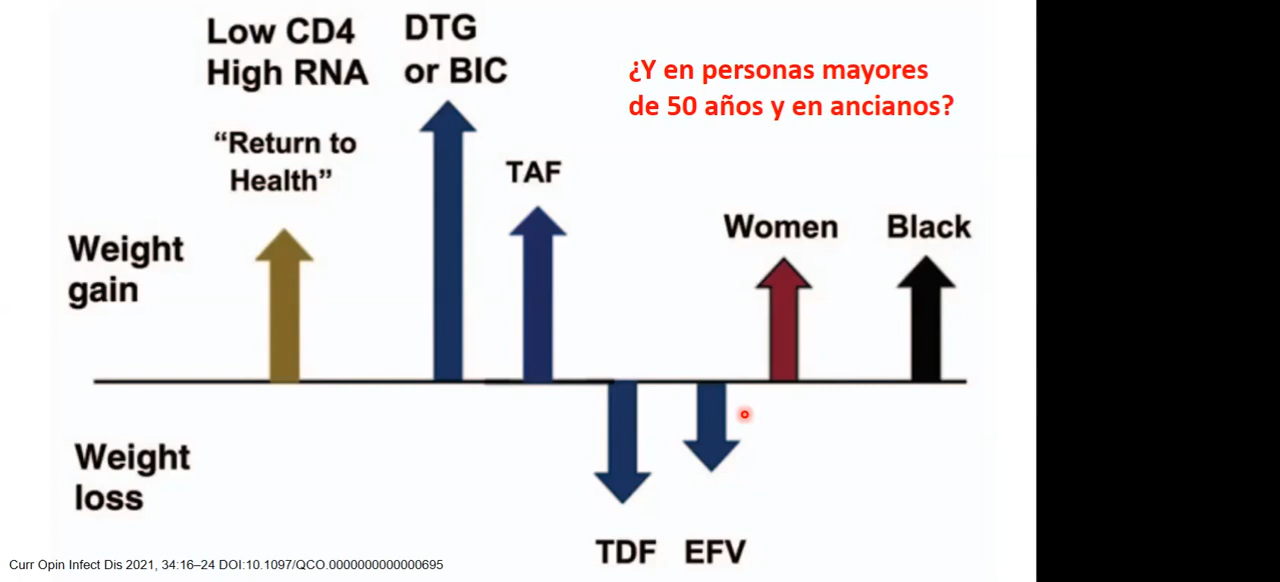 Low CD4
High RNA
DTG
or BIC
¿Y en personas mayores
de 50 años y en ancianos?
“Return to
Health”
TAF
Women
Black
Weight
gain
Weight
loss
TDF
EFV
Curr Opin Infect Dis 2021, 34:16–24 DOI:10.1097/QCO.0000000000000695